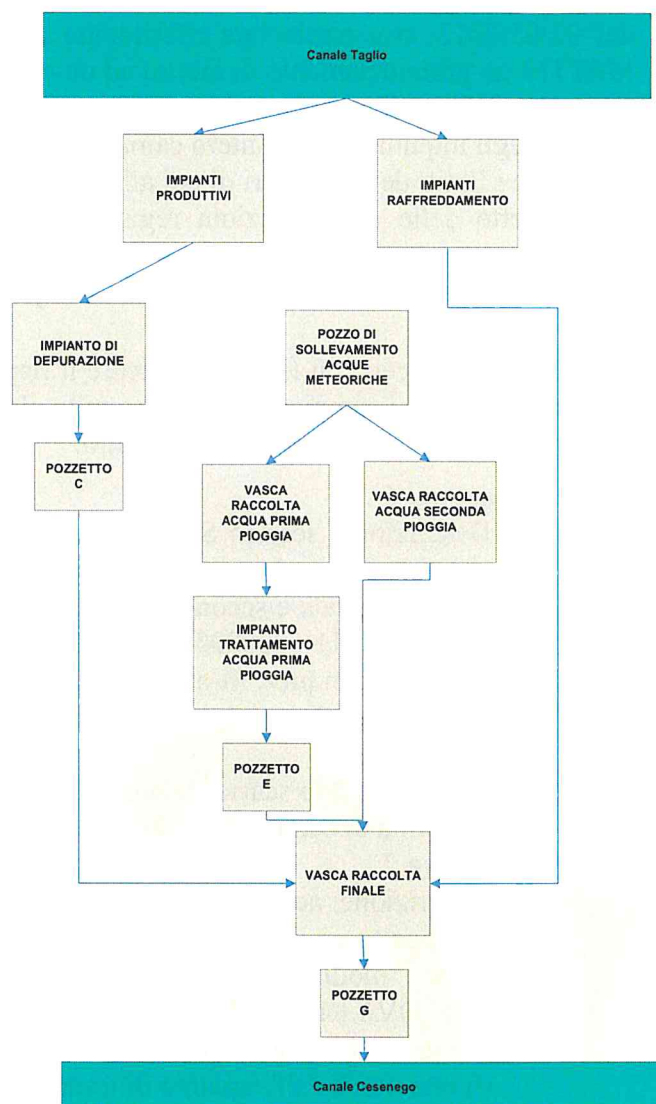 Canale Taglio
IMPIANTI
PRODUTTIVI
IMPIANTI
RAFFREDDAMENTO
IMPIANTO DI
DEPURAZIONE
POZZO DI
SOLLEVAMENTO
ACQUE
METEORICHE
POZZETTO
C
VASCA
RACCOLTA
ACQUA PRIMA
PIOGGIA
VASCA RACCOLTA
ACQUA SECONDA
PIOGGIA
IMPIANTO
TRATTAMENTO
ACQUA PRIMA
PIOGGIA
POZZETTO
E
VASCA RACCOLTA
FINALE
POZZETTO
G
Canale Cesenego